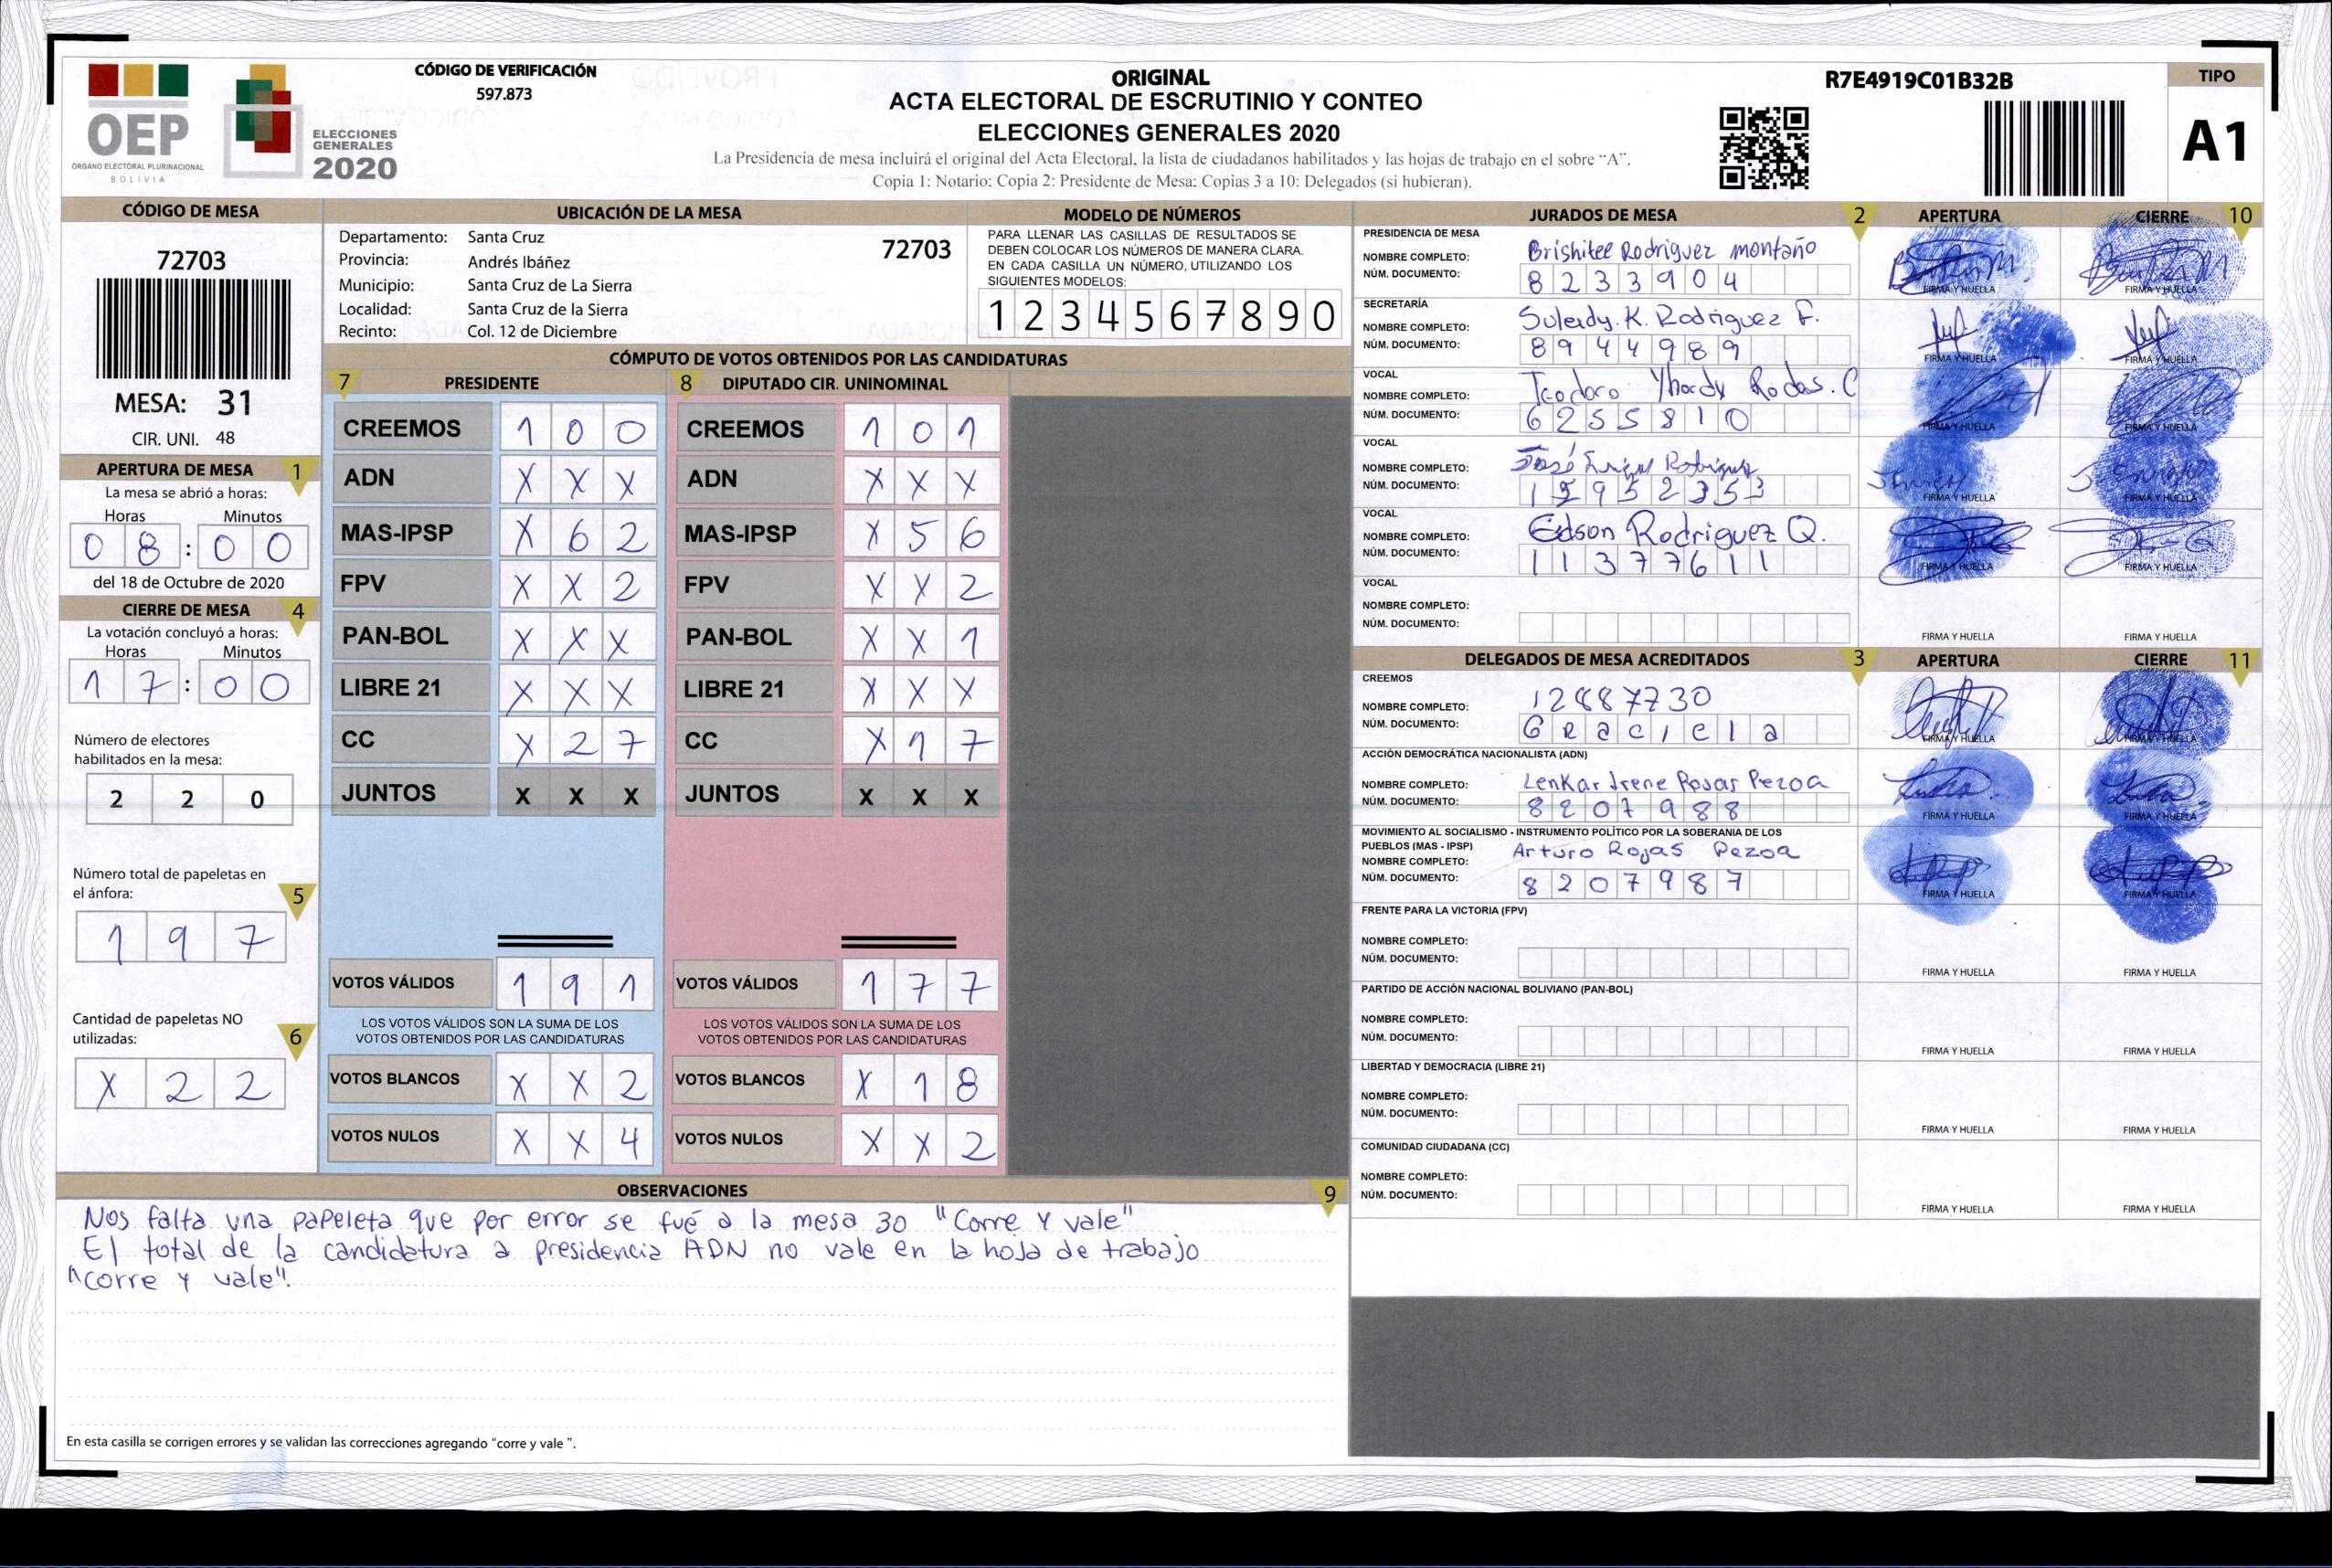 OEP
ÓRGANO ELECTORAL PLURINACIONAL
BOLIVIA
ELECCIONES
GENERALES
2020
CÓDIGO DE VERIFICACIÓN
597.873
ORIGINAL
ACTA ELECTORAL DE ESCRUTINIO Y CONTEO
ELECCIONES GENERALES 2020
La Presidencia de mesa incluirá el original del Acta Electoral, la lista de ciudadanos habilitados y las hojas de trabajo en el sobre “A”.
Copia 1: Notario; Copia 2: Presidente de Mesa; Copias 3 a 10: Delegados (si hubieran).
R7E4919C01B32B
TIPO
A1
CÓDIGO DE MESA
72703
MESA: 31
CIR. UNI. 48
APERTURA DE MESA 1
La mesa se abrió a horas:
Horas Minutos
08:00
del 18 de Octubre de 2020
CIERRE DE MESA 4
La votación concluyó a horas:
Horas Minutos
17:00
Número de electores
habilitados en la mesa:
2 2 0
Número total de papeletas en
el ánfora: 5
1 9 7
Cantidad de papeletas NO
utilizadas: 6
X 2 2
UBICACIÓN DE LA MESA
Departamento: Santa Cruz 72703
Provincia: Andrés Ibáñez
Municipio: Santa Cruz de La Sierra
Localidad: Santa Cruz de la Sierra
Recinto: Col. 12 de Diciembre
MODELO DE NÚMEROS
PARA LLENAR LAS CASILLAS DE RESULTADOS SE
DEBEN COLOCAR LOS NÚMEROS DE MANERA CLARA.
EN CADA CASILLA UN NÚMERO, UTILIZANDO LOS
SIGUIENTES MODELOS:
1 2 3 4 5 6 7 8 9 0
CÓMPUTO DE VOTOS OBTENIDOS POR LAS CANDIDATURAS
7 PRESIDENTE 8 DIPUTADO CIR. UNINOMINAL
CREEMOS 1 0 0 CREEMOS 1 0 1
ADN X X X ADN X X X
MAS-IPSP X 6 2 MAS-IPSP X 5 6
FPV X X 2 FPV X X 2
PAN-BOL X X X PAN-BOL X X 1
LIBRE 21 X X X LIBRE 21 X X X
CC X 2 7 CC X 1 7
JUNTOS X X X JUNTOS X X X
VOTOS VÁLIDOS 1 9 1 VOTOS VÁLIDOS 1 7 7
LOS VOTOS VÁLIDOS SON LA SUMA DE LOS LOS VOTOS VÁLIDOS SON LA SUMA DE LOS
VOTOS OBTENIDOS POR LAS CANDIDATURAS VOTOS OBTENIDOS POR LAS CANDIDATURAS
VOTOS BLANCOS X X 2 VOTOS BLANCOS X 1 8
VOTOS NULOS X X 4 VOTOS NULOS X X 2
OBSERVACIONES 9
Nos falta una papeleta que por error se fué a la mesa 30 "Corre y vale"
El total de la candidatura a presidencia ADN no vale en la hoja de trabajo
"corre y vale".
En esta casilla se corrigen errores y se validan las correcciones agregando “corre y vale ”.
JURADOS DE MESA 2 APERTURA CIERRE 10
PRESIDENCIA DE MESA
NOMBRE COMPLETO: Brishitee Rodriguez montaño
NÚM. DOCUMENTO: 8233904
FIRMA Y HUELLA FIRMA Y HUELLA
SECRETARÍA
NOMBRE COMPLETO: K. Rodriguez F.
NÚM. DOCUMENTO: 8944989
FIRMA Y HUELLA FIRMA Y HUELLA
VOCAL
NOMBRE COMPLETO: Teodoro Yhordy Rodas. C
NÚM. DOCUMENTO: 6255810
FIRMA Y HUELLA FIRMA Y HUELLA
VOCAL
NOMBRE COMPLETO: José Rodriguez
NÚM. DOCUMENTO:
FIRMA Y HUELLA FIRMA Y HUELLA
VOCAL
NOMBRE COMPLETO: Edson Rodriguez Q.
NÚM. DOCUMENTO: 11377611
FIRMA Y HUELLA FIRMA Y HUELLA
VOCAL
NOMBRE COMPLETO:
NÚM. DOCUMENTO:
FIRMA Y HUELLA FIRMA Y HUELLA
DELEGADOS DE MESA ACREDITADOS 3 APERTURA CIERRE 11
CREEMOS
NOMBRE COMPLETO: 12887730
NÚM. DOCUMENTO: Graciela
FIRMA Y HUELLA FIRMA Y HUELLA
ACCIÓN DEMOCRÁTICA NACIONALISTA (ADN)
NOMBRE COMPLETO: Lenkar Irene Rojas Pezoa
NÚM. DOCUMENTO: 8207988
FIRMA Y HUELLA FIRMA Y HUELLA
MOVIMIENTO AL SOCIALISMO - INSTRUMENTO POLÍTICO POR LA SOBERANIA DE LOS
PUEBLOS (MAS - IPSP)
NOMBRE COMPLETO: Arturo Rojas Pezoa
NÚM. DOCUMENTO: 8207987
FIRMA Y HUELLA FIRMA Y HUELLA
FRENTE PARA LA VICTORIA (FPV)
NOMBRE COMPLETO:
NÚM. DOCUMENTO:
FIRMA Y HUELLA FIRMA Y HUELLA
PARTIDO DE ACCIÓN NACIONAL BOLIVIANO (PAN-BOL)
NOMBRE COMPLETO:
NÚM. DOCUMENTO:
FIRMA Y HUELLA FIRMA Y HUELLA
LIBERTAD Y DEMOCRACIA (LIBRE 21)
NOMBRE COMPLETO:
NÚM. DOCUMENTO:
FIRMA Y HUELLA FIRMA Y HUELLA
COMUNIDAD CIUDADANA (CC)
NOMBRE COMPLETO:
NÚM. DOCUMENTO:
FIRMA Y HUELLA FIRMA Y HUELLA